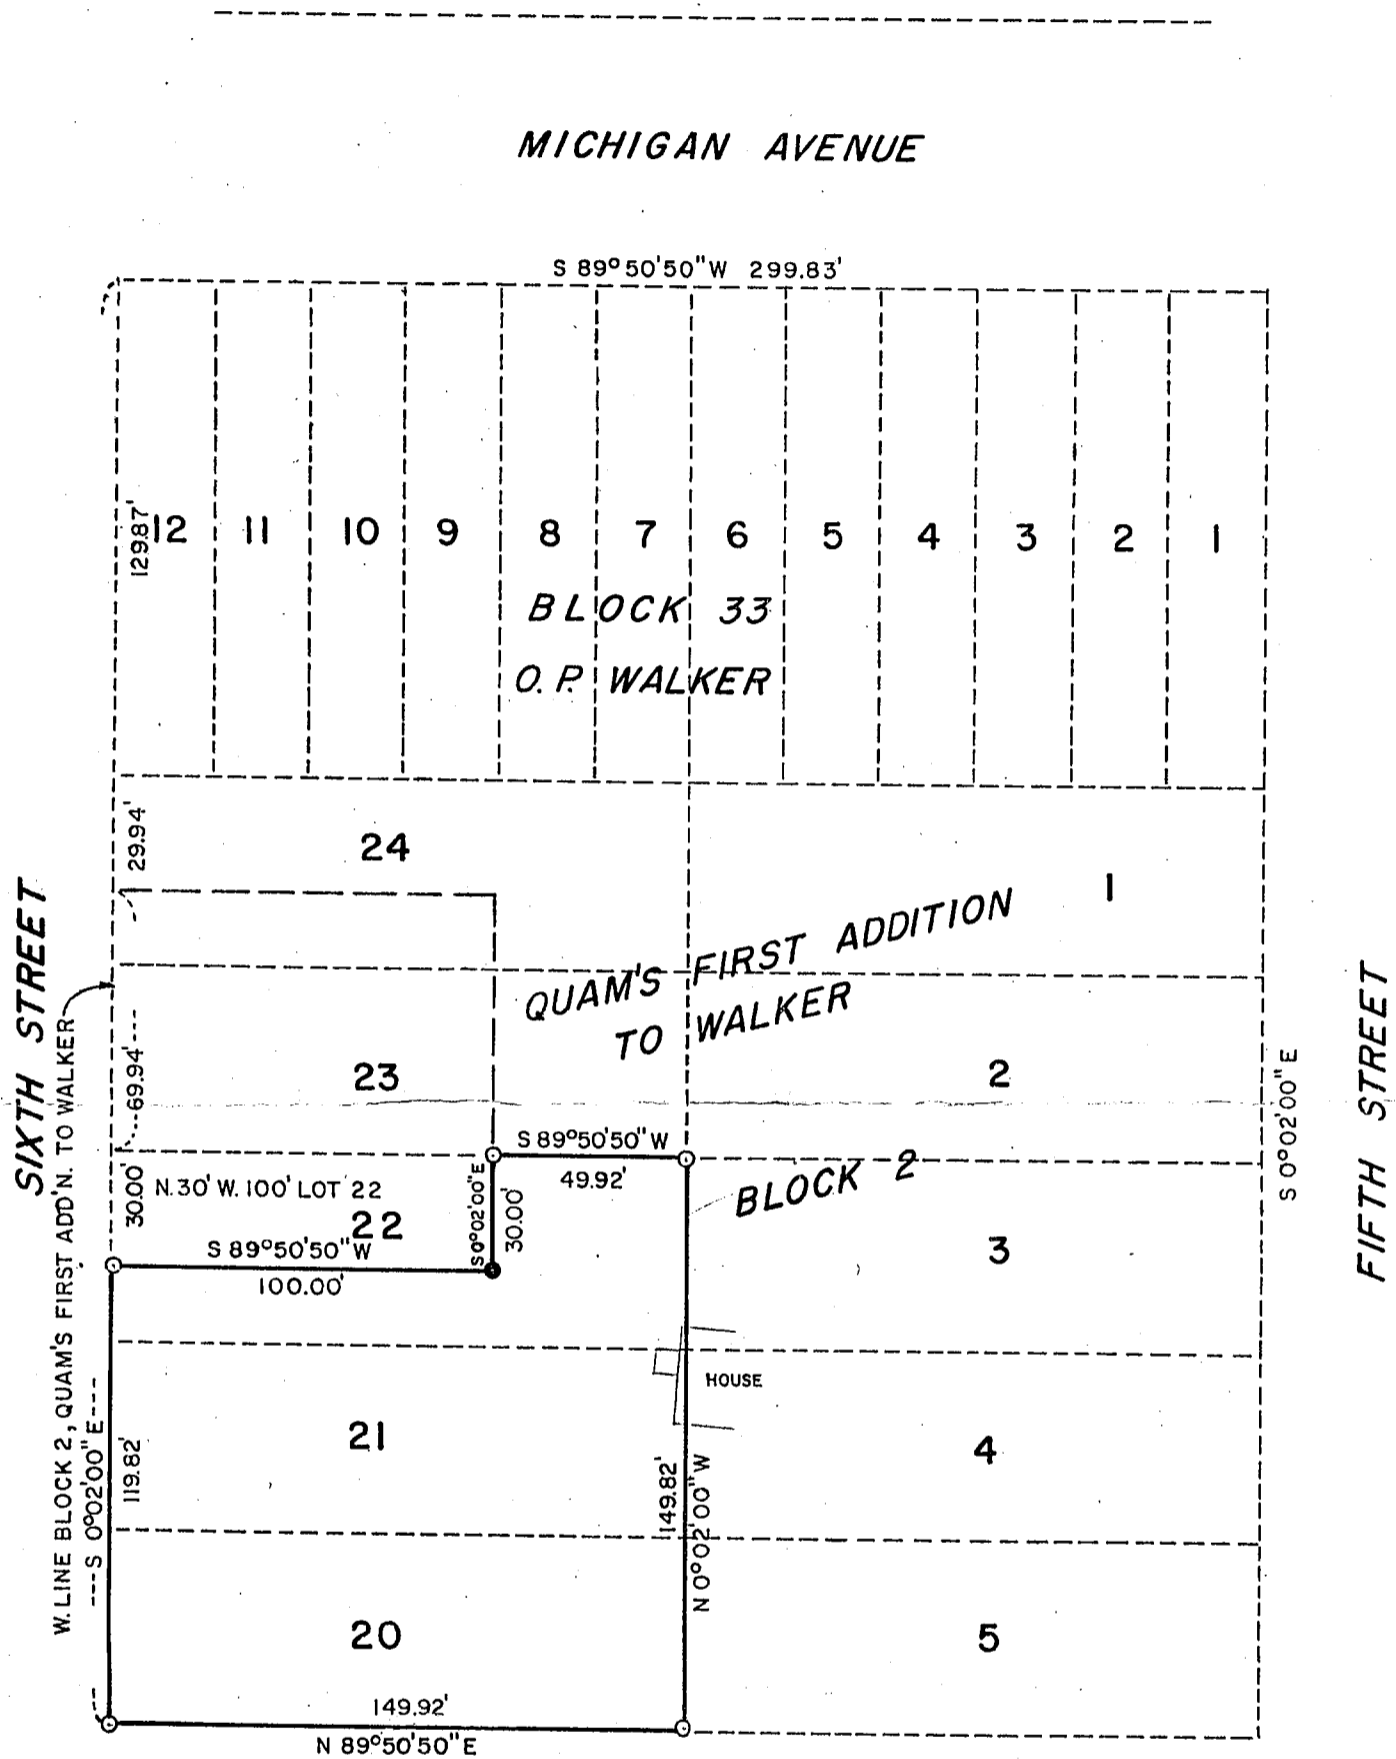 MICHIGAN AVENUE
S 89°50'50"W 299.83'
129.87'
12 11 10 9 8 7 6 5 4 3 2 1
BLOCK 33
O.P. WALKER
29.94'
24
1
QUAM'S FIRST ADDITION
TO WALKER
SIXTH STREET
W. LINE BLOCK 2, QUAM'S FIRST ADD'N. TO WALKER
69.94'
23
2
S 0°02'00"E
FIFTH STREET
S 89°50'50"W
49.92'
30.00'
N. 30' W. 100' LOT 22
22
S 0°02'00"E
30.00'
BLOCK 2
3
S 89°50'50"W
100.00'
HOUSE
S 0°02'00"E
119.82'
21
149.82'
N 0°02'00"W
4
20
5
149.92'
N 89°50'50"E